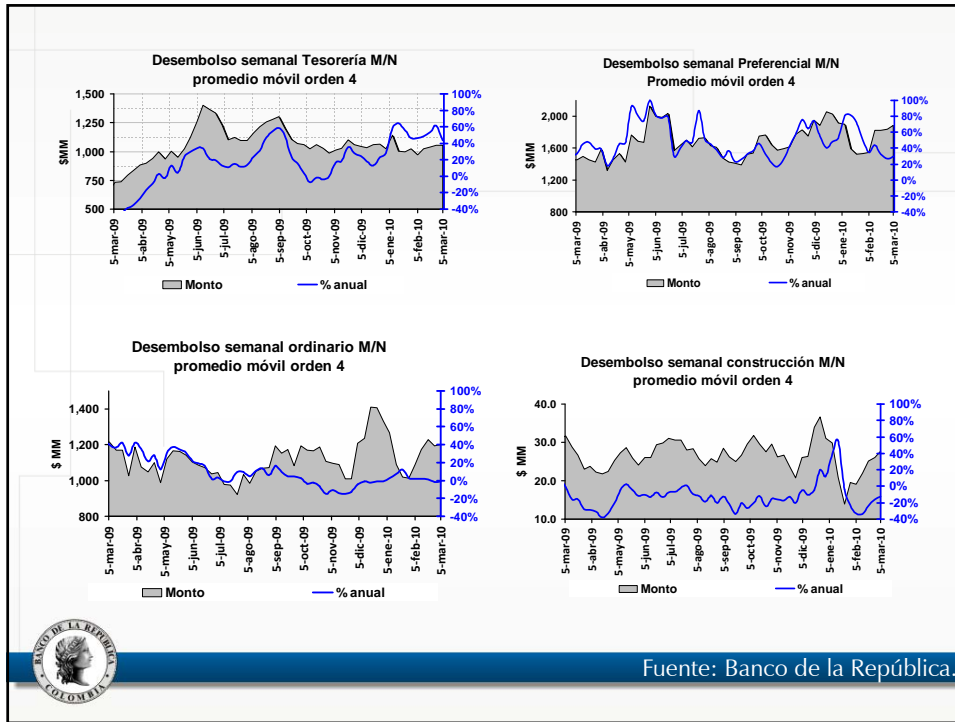 Desembolso semanal Tesorería M/N
promedio móvil orden 4
$MM
1,500
1,250
1,000
750
500
100%
80%
60%
40%
20%
0%
-20%
-40%
5-mar-09
5-abr-09
5-may-09
5-jun-09
5-jul-09
5-ago-09
5-sep-09
5-oct-09
5-nov-09
5-dic-09
5-ene-10
5-feb-10
5-mar-10
Monto
% anual
Desembolso semanal Preferencial M/N
Promedio móvil orden 4
$MM
2,000
1,600
1,200
800
100%
80%
60%
40%
20%
0%
-20%
-40%
5-mar-09
5-abr-09
5-may-09
5-jun-09
5-jul-09
5-ago-09
5-sep-09
5-oct-09
5-nov-09
5-dic-09
5-ene-10
5-feb-10
5-mar-10
Monto
% anual
Desembolso semanal ordinario M/N
promedio móvil orden 4
$ MM
1,400
1,200
1,000
800
100%
80%
60%
40%
20%
0%
-20%
-40%
5-mar-09
5-abr-09
5-may-09
5-jun-09
5-jul-09
5-ago-09
5-sep-09
5-oct-09
5-nov-09
5-dic-09
5-ene-10
5-feb-10
5-mar-10
Monto
% anual
Desembolso semanal construcción M/N
promedio móvil orden 4
$ MM
40.0
30.0
20.0
10.0
100%
80%
60%
40%
20%
0%
-20%
-40%
5-mar-09
5-abr-09
5-may-09
5-jun-09
5-jul-09
5-ago-09
5-sep-09
5-oct-09
5-nov-09
5-dic-09
5-ene-10
5-feb-10
5-mar-10
Monto
% anual
BANCO DE LA REPÚBLICA
COLOMBIA
Fuente: Banco de la República.